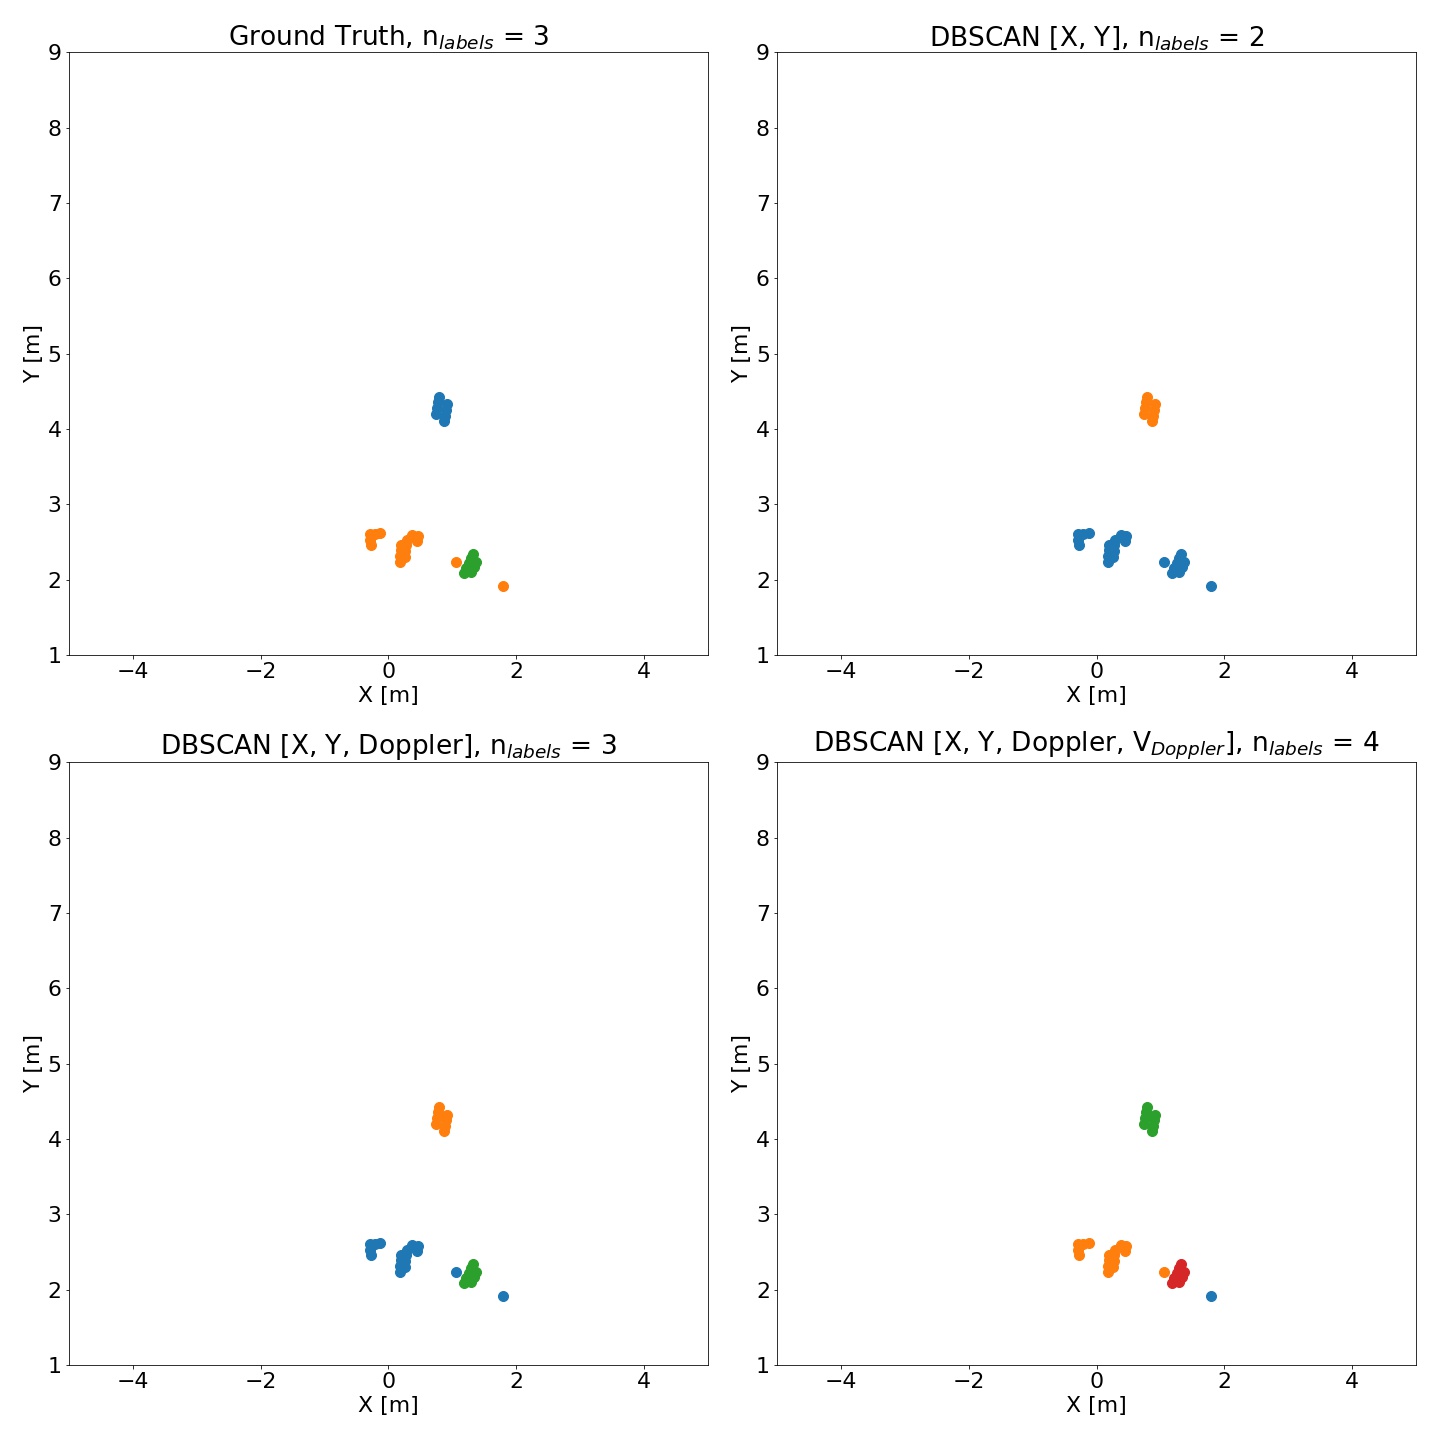 Ground Truth, n_labels = 3
9
8
7
6
5
4
3
2
1
Y [m]
−4 −2 0 2 4
X [m]
DBSCAN [X, Y], n_labels = 2
9
8
7
6
5
4
3
2
1
Y [m]
−4 −2 0 2 4
X [m]
DBSCAN [X, Y, Doppler], n_labels = 3
9
8
7
6
5
4
3
2
1
Y [m]
−4 −2 0 2 4
X [m]
DBSCAN [X, Y, Doppler, V_Doppler], n_labels = 4
9
8
7
6
5
4
3
2
1
Y [m]
−4 −2 0 2 4
X [m]